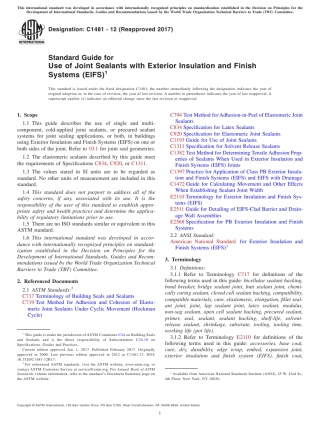 This international standard was developed in accordance with internationally recognized principles on standardization established in the Decision on Principles for the
Development of International Standards, Guides and Recommendations issued by the World Trade Organization Technical Barriers to Trade (TBT) Committee.
Designation: C1481 − 12 (Reapproved 2017)
Standard Guide for
Use of Joint Sealants with Exterior Insulation and Finish
Systems (EIFS)1
This standard is issued under the fixed designation C1481; the number immediately following the designation indicates the year of
original adoption or, in the case of revision, the year of last revision. A number in parentheses indicates the year of last reapproval. A
superscript epsilon (ε) indicates an editorial change since the last revision or reapproval.
1. Scope
1.1 This guide describes the use of single and multi-
component, cold-applied joint sealants, or precured sealant
systems for joint sealing applications, or both, in buildings
using Exterior Insulation and Finish Systems (EIFS) on one or
both sides of the joint. Refer to 10.1 for joint seal geometries.
1.2 The elastomeric sealants described by this guide meet
the requirements of Specifications C834, C920, or C1311.
1.3 The values stated in SI units are to be regarded as
standard. No other units of measurement are included in this
standard.
1.4 This standard does not purport to address all of the
safety concerns, if any, associated with its use. It is the
responsibility of the user of this standard to establish appro-
priate safety and health practices and determine the applica-
bility of regulatory limitations prior to use.
1.5 There are no ISO standards similar or equivalent to this
ASTM standard.
1.6 This international standard was developed in accor-
dance with internationally recognized principles on standard-
ization established in the Decision on Principles for the
Development of International Standards, Guides and Recom-
mendations issued by the World Trade Organization Technical
Barriers to Trade (TBT) Committee.
2. Referenced Documents
2.1 ASTM Standards:2
C717 Terminology of Building Seals and Sealants
C719 Test Method for Adhesion and Cohesion of Elasto-
meric Joint Sealants Under Cyclic Movement (Hockman
Cycle)
1 This guide is under the jurisdiction of ASTM Committee C24 on Building Seals
and Sealants and is the direct responsibility of Subcommittee C24.10 on
Specifications, Guides and Practices.
Current edition approved Jan. 1, 2017. Published February 2017. Originally
approved in 2000. Last previous edition approved in 2012 as C1481–12. DOI:
10.1520/C1481-12R17.
2 For referenced ASTM standards, visit the ASTM website, www.astm.org, or
contact ASTM Customer Service at service@astm.org. For Annual Book of ASTM
Standards volume information, refer to the standard's Document Summary page on
the ASTM website.
C794 Test Method for Adhesion-in-Peel of Elastomeric Joint
Sealants
C834 Specification for Latex Sealants
C920 Specification for Elastomeric Joint Sealants
C1193 Guide for Use of Joint Sealants
C1311 Specification for Solvent Release Sealants
C1382 Test Method for Determining Tensile Adhesion Prop-
erties of Sealants When Used in Exterior Insulation and
Finish Systems (EIFS) Joints
C1397 Practice for Application of Class PB Exterior Insula-
tion and Finish Systems (EIFS) and EIFS with Drainage
C1472 Guide for Calculating Movement and Other Effects
When Establishing Sealant Joint Width
E2110 Terminology for Exterior Insulation and Finish Sys-
tems (EIFS)
E2511 Guide for Detailing of EIFS-Clad Barrier and Drain-
age Wall Assemblies
E2568 Specification for PB Exterior Insulation and Finish
Systems
2.2 ANSI Standard:
American National Standard for Exterior Insulation and
Finish Systems (EIFS)3
3. Terminology
3.1 Definitions:
3.1.1 Refer to Terminology C717 for definitions of the
following terms used in this guide: bicellular sealant backing,
bond breaker, bridge sealant joint, butt sealant joint, chemi-
cally curing sealant, closed cell sealant backing, compatibility,
compatible materials, cure, elastomeric, elongation, fillet seal-
ant joint, joint, lap sealant joint, latex sealant, modulus,
non-sag sealant, open cell sealant backing, precured sealant,
primer, seal, sealant, sealant backing, shelf-life, solvent-
release sealant, shrinkage, substrate, tooling, tooling time,
working life (pot life).
3.1.2 Refer to Terminology E2110 for definitions of the
following terms used in this guide: accessories, base coat,
cure, dry, durability, edge wrap, embed, expansion joint,
exterior insulation and finish system (EIFS), finish coat,
3 Available from American National Standards Institute (ANSI), 25 W. 43rd St.,
4th Floor, New York, NY 10036.
Copyright © ASTM International, 100 Barr Harbor Drive, PO Box C700, West Conshohocken, PA 19428-2959. United States
1